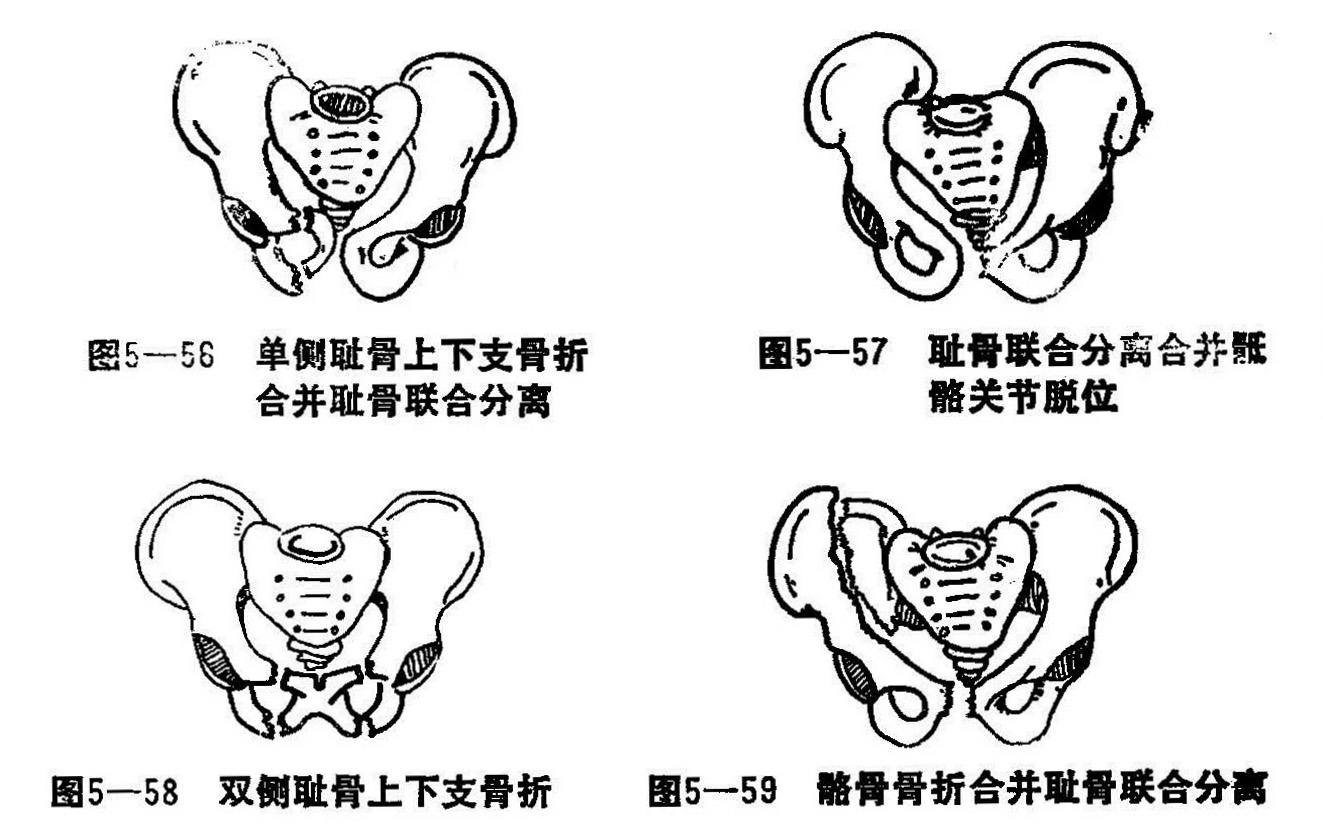 图5—56 单侧耻骨上下支骨折
合并耻骨联合分离
图5—57 耻骨联合分离合并骶
髂关节脱位
图5—58 双侧耻骨上下支骨折
图5—59 髂骨骨折合并耻骨联合分离